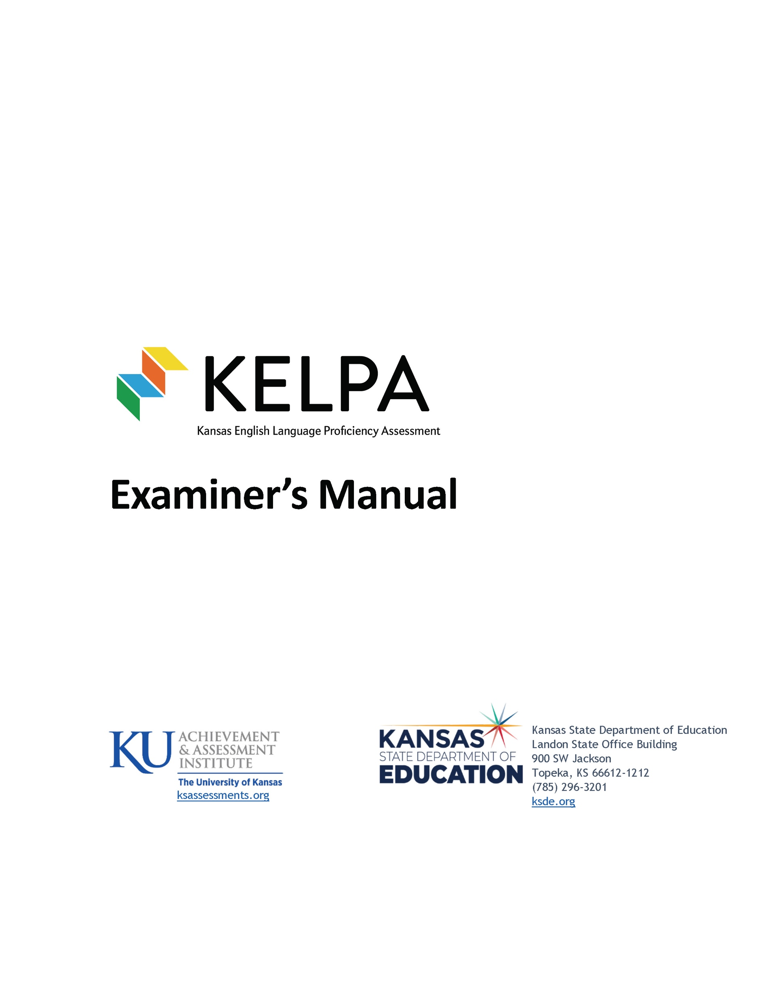 KELPA
Kansas English Language Proficiency Assessment
Examiner’s Manual
KU
ACHIEVEMENT
& ASSESSMENT
INSTITUTE
The University of Kansas
ksassessments.org
KANSAS
STATE DEPARTMENT OF
EDUCATION
Kansas State Department of Education
Landon State Office Building
900 SW Jackson
Topeka, KS 66612-1212
(785) 296-3201
ksde.org